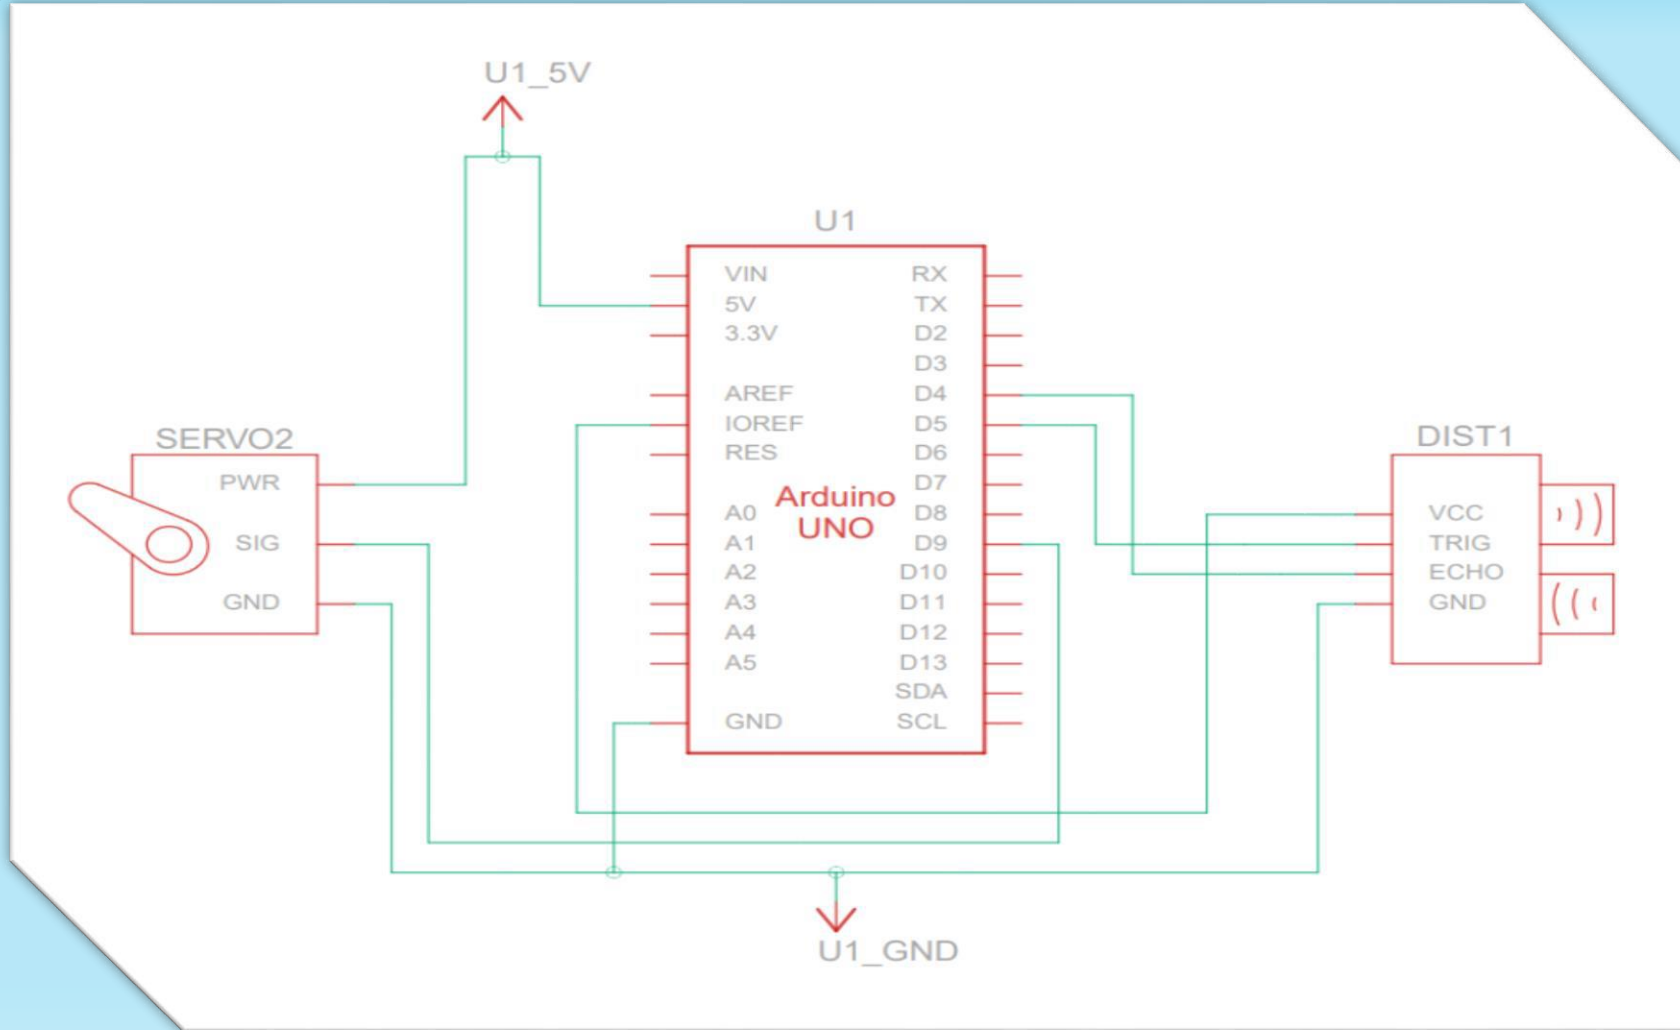 U1_5V
U1
VIN RX
5V TX
3.3V D2
D3
AREF D4
IOREF D5
RES D6
D7
A0 D8
A1 D9
A2 D10
A3 D11
A4 D12
A5 D13
SDA
GND SCL
Arduino
UNO
SERVO2
PWR
SIG
GND
DIST1
VCC
TRIG
ECHO
GND
U1_GND